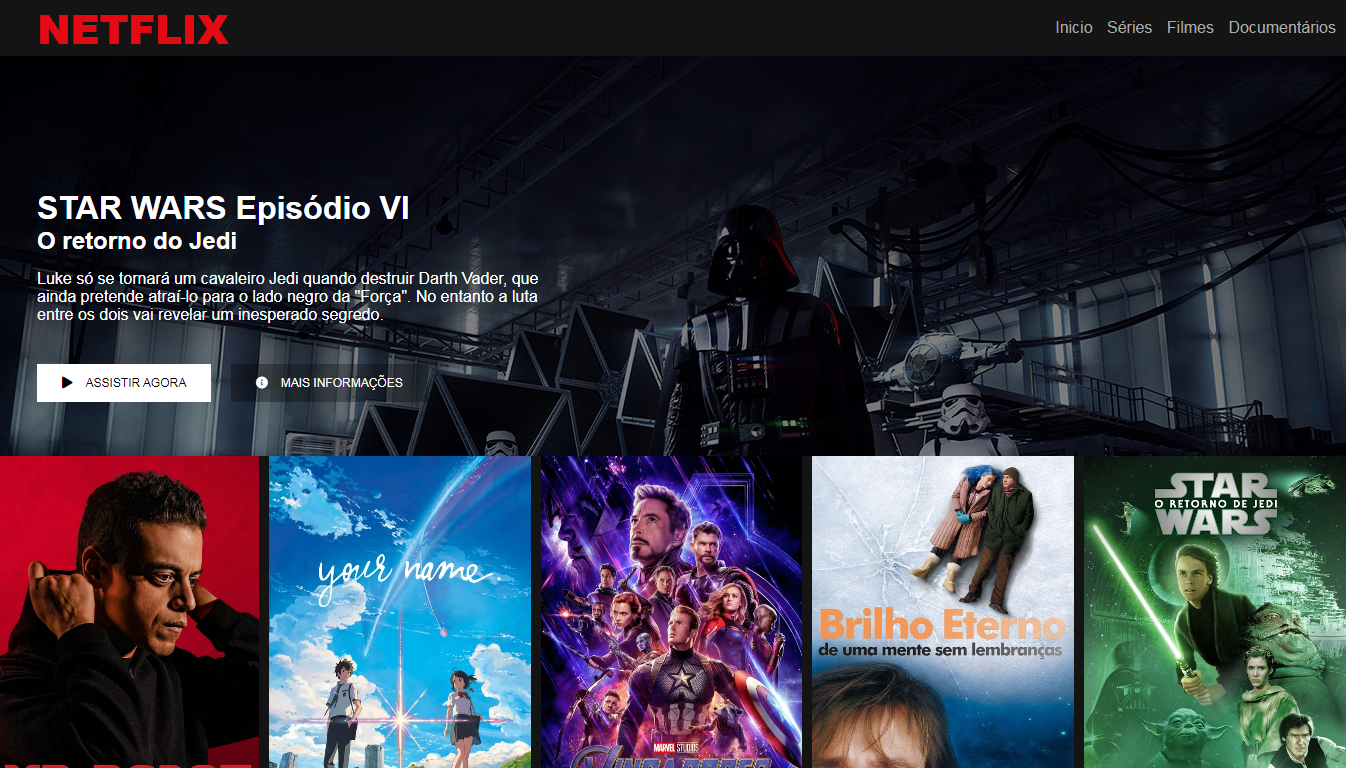 NETFLIX
Inicio Séries Filmes Documentários
STAR WARS Episódio VI
O retorno do Jedi
Luke só se tornará um cavaleiro Jedi quando destruir Darth Vader, que
ainda pretende atraí-lo para o lado negro da "Força". No entanto a luta
entre os dois vai revelar um inesperado segredo.
ASSISTIR AGORA
MAIS INFORMAÇÕES
MR. ROBOT
your name.
MARVEL STUDIOS
VINGADORES
Brilho Eterno
de uma mente sem lembranças
STAR
O RETORNO DE JEDI
WARS